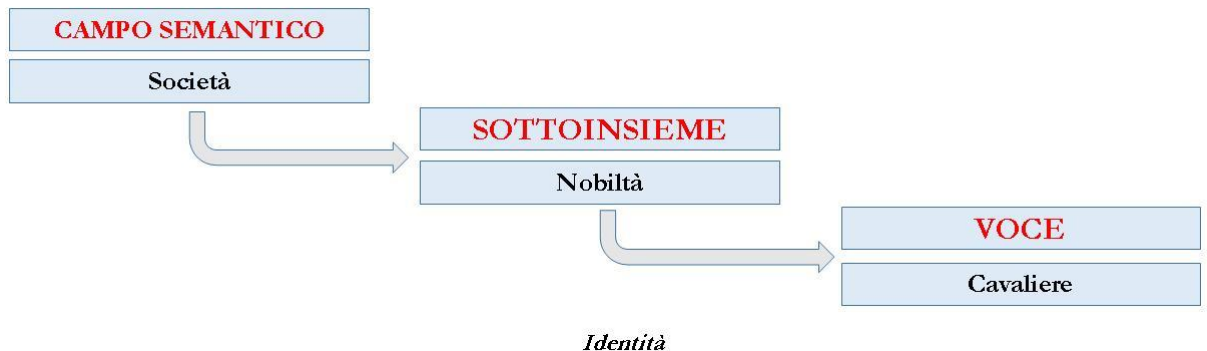 CAMPO SEMANTICO
Società
SOTTOINSIEME
Nobiltà
VOCE
Cavaliere
Identità